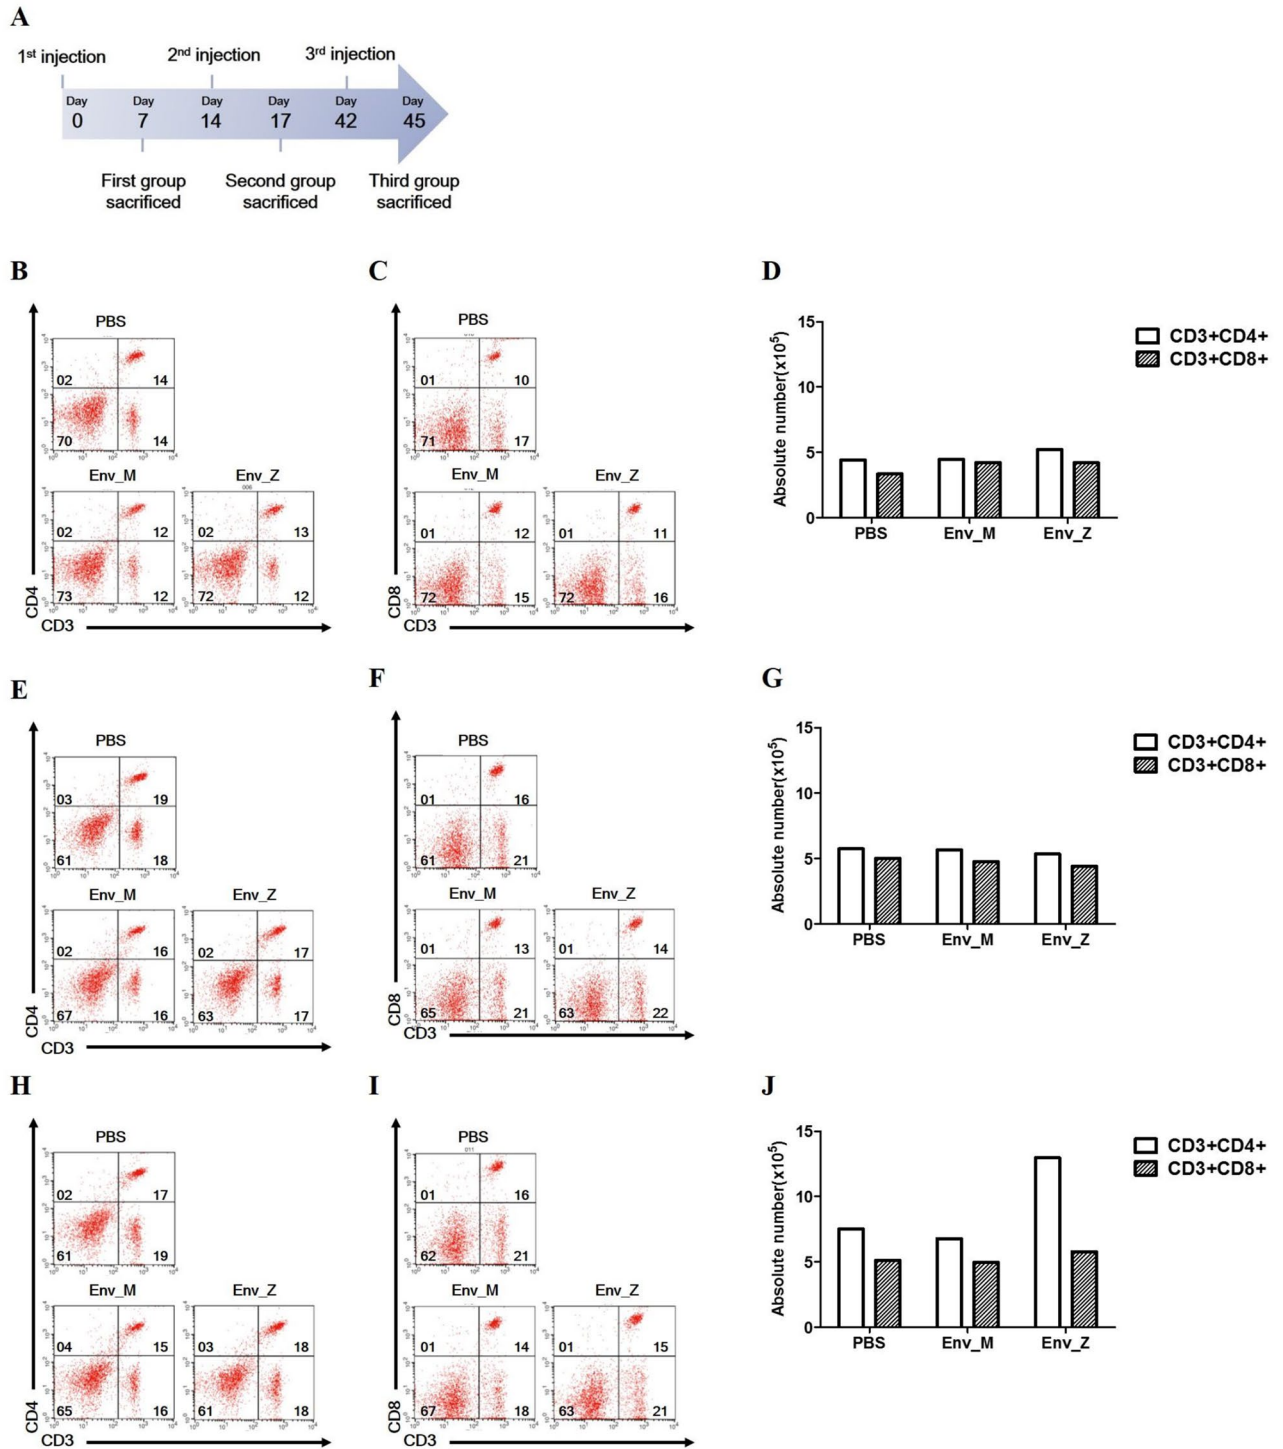 A
1st injection 2nd injection 3rd injection
Day Day Day Day Day Day
0 7 14 17 42 45
First group Second group Third group
sacrificed sacrificed sacrificed
B
PBS
02 14
70 14
Env_M Env_Z
02 12 02 13
73 12 72 12
CD4
CD3
C
PBS
01 10
71 17
Env_M Env_Z
01 12 01 11
72 15 72 16
CD8
CD3
D
Absolute number(x10⁵)
15
10
5
0
PBS Env_M Env_Z
CD3+CD4+
CD3+CD8+
E
PBS
03 19
61 18
Env_M Env_Z
02 16 02 17
67 16 63 17
CD4
CD3
F
PBS
01 16
61 21
Env_M Env_Z
01 13 01 14
65 21 63 22
CD8
CD3
G
Absolute number(x10⁵)
15
10
5
0
PBS Env_M Env_Z
CD3+CD4+
CD3+CD8+
H
PBS
02 17
61 19
Env_M Env_Z
04 15 03 18
65 16 61 18
CD4
CD3
I
PBS
01 16
62 21
Env_M Env_Z
01 14 01 15
67 18 63 21
CD8
CD3
J
Absolute number(x10⁵)
15
10
5
0
PBS Env_M Env_Z
CD3+CD4+
CD3+CD8+